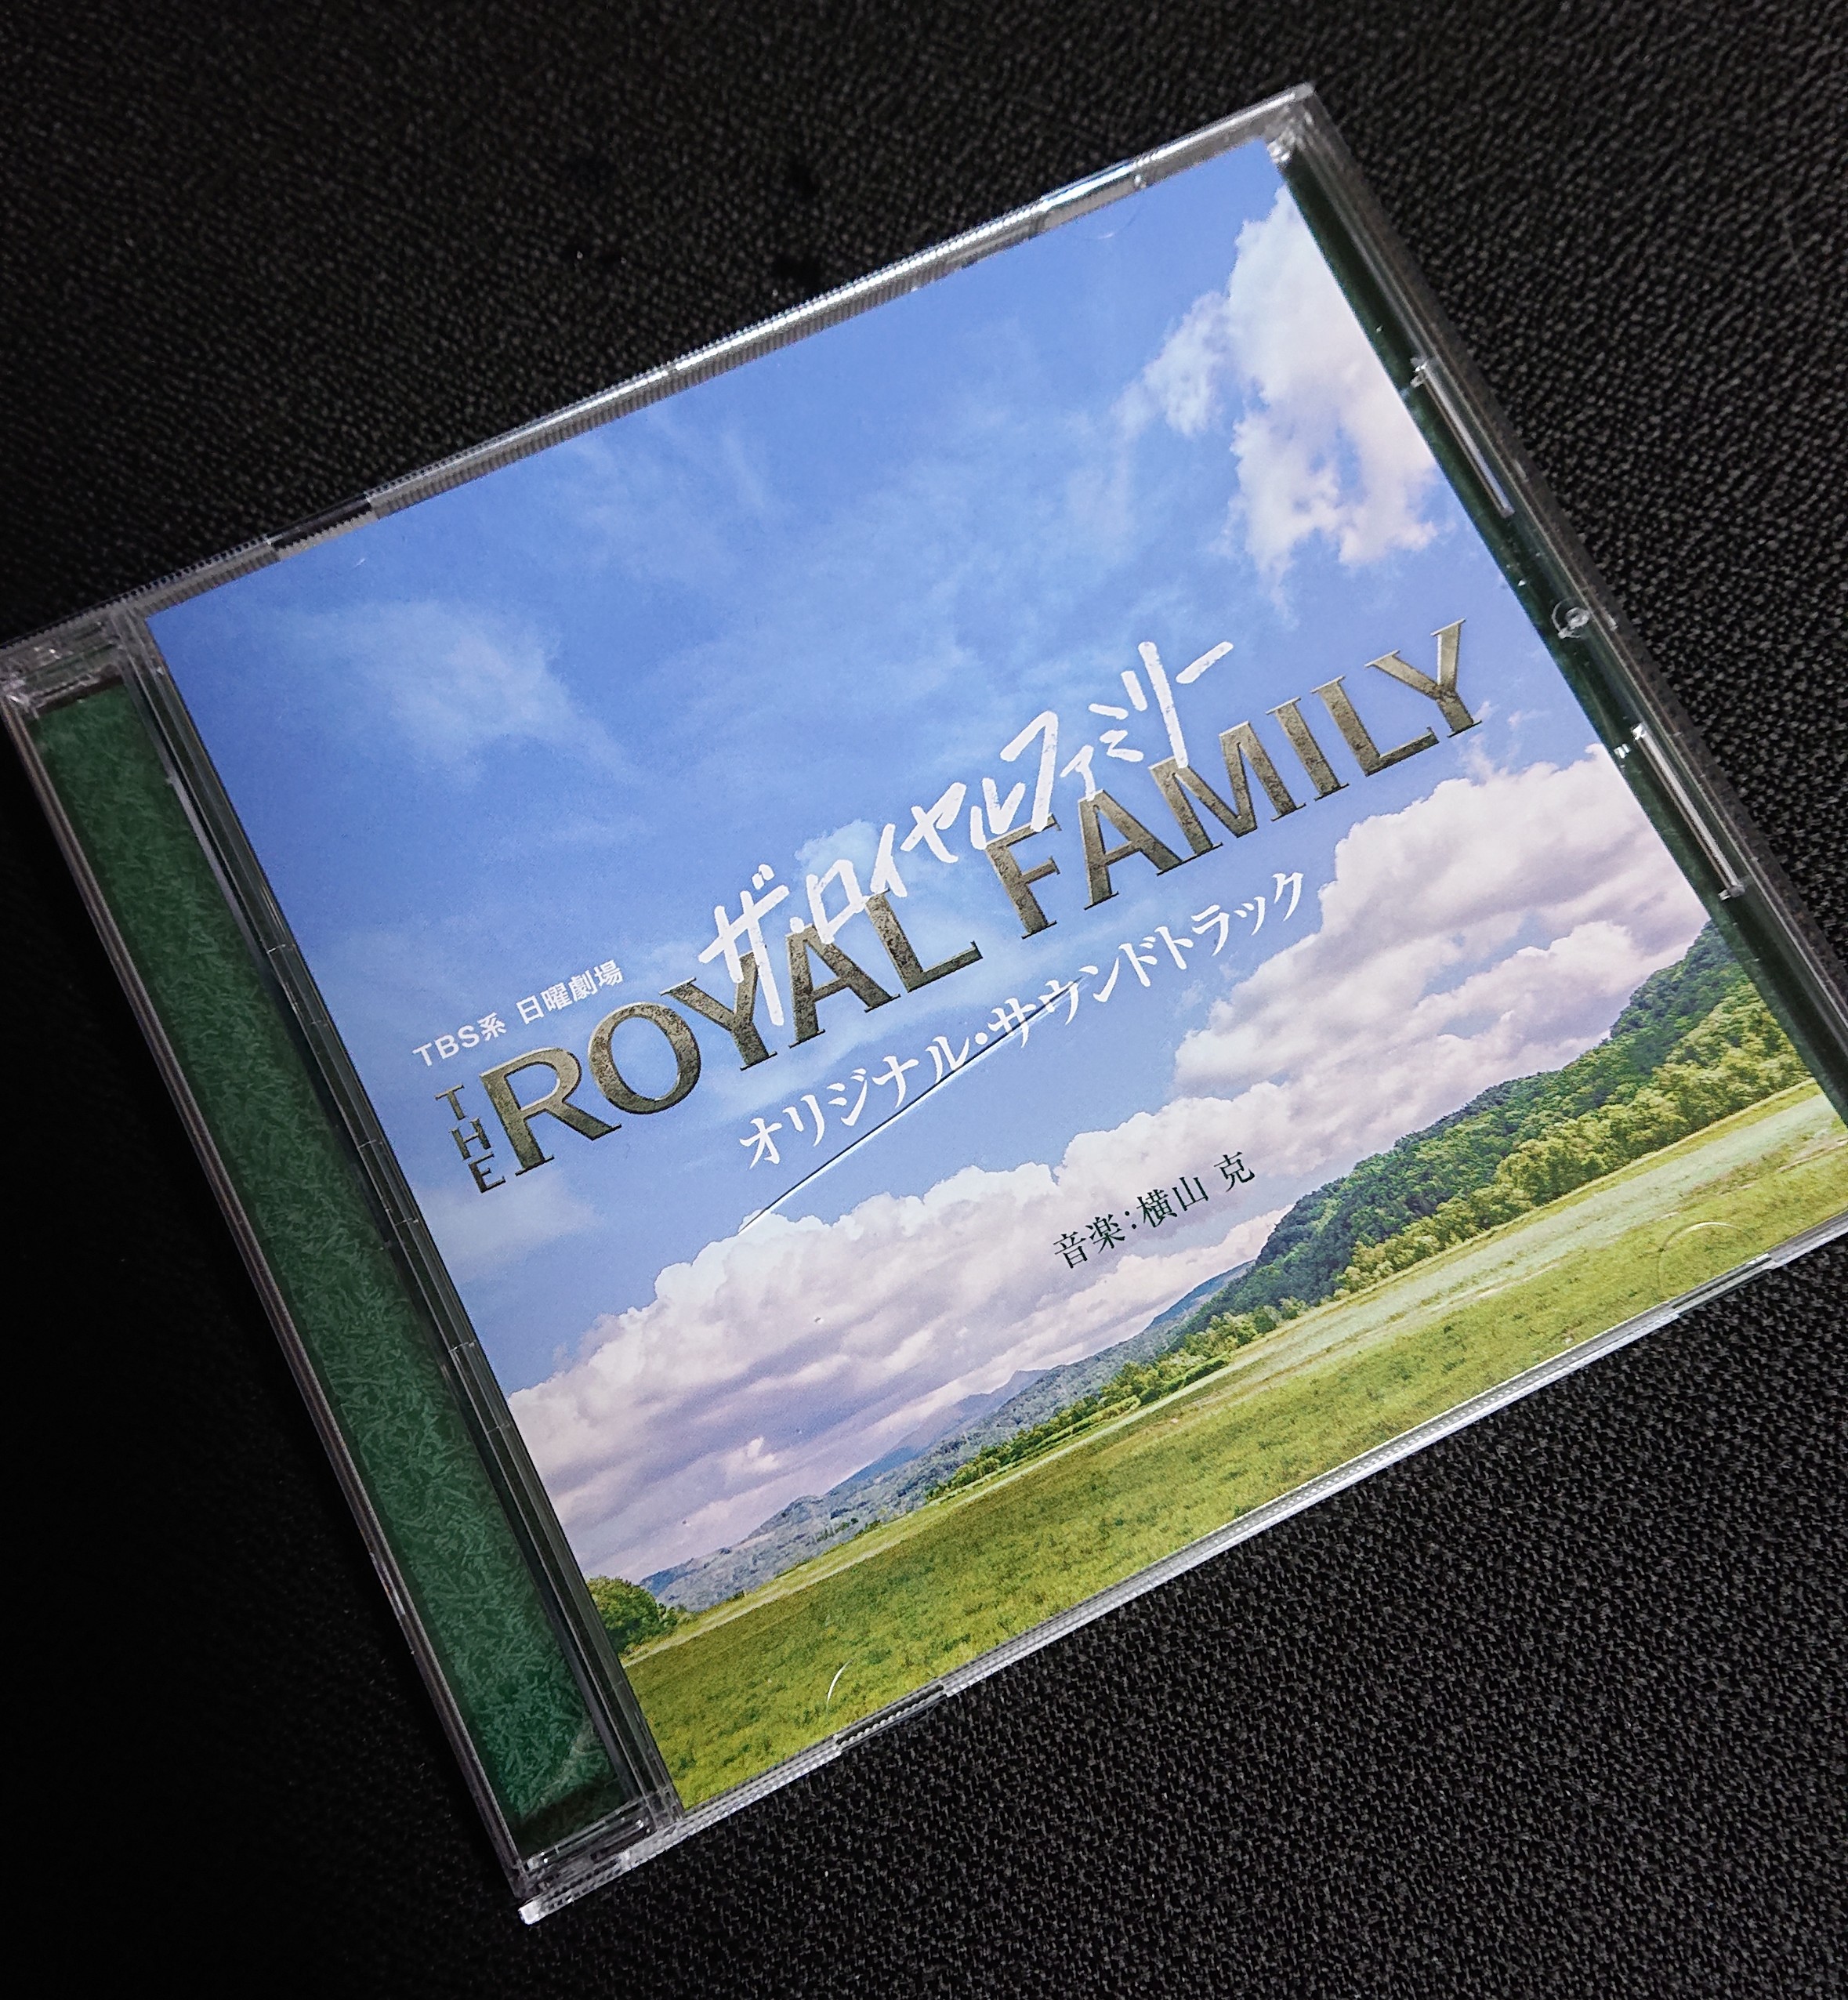 TBS系 日曜劇場
ザ・ロイヤルファミリー
THE ROYAL FAMILY
オリジナル・サウンドトラック
音楽:横山 克